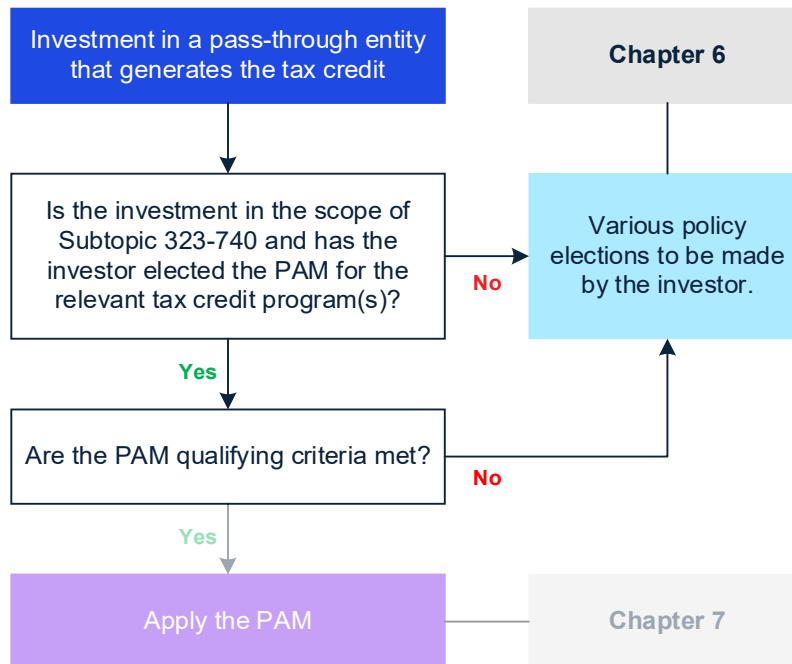 Investment in a pass-through entity
that generates the tax credit
Chapter 6
Is the investment in the scope of
Subtopic 323-740 and has the
investor elected the PAM for the
relevant tax credit program(s)?
No
Various policy
elections to be made
by the investor.
Yes
Are the PAM qualifying criteria met?
No
Yes
Apply the PAM
Chapter 7